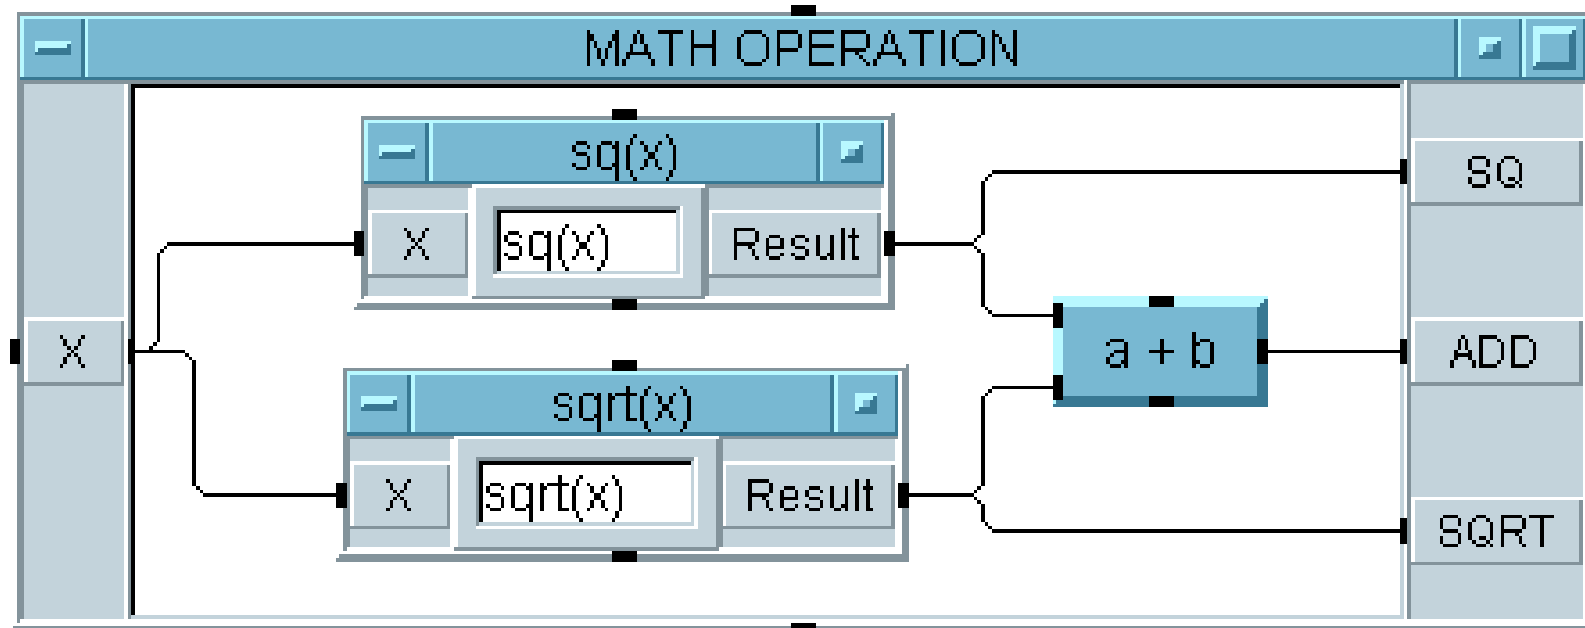 MATH OPERATION
sq(x)
X
sq(x)
Result
SQ
X
a + b
ADD
sqrt(x)
X
sqrt(x)
Result
SQRT